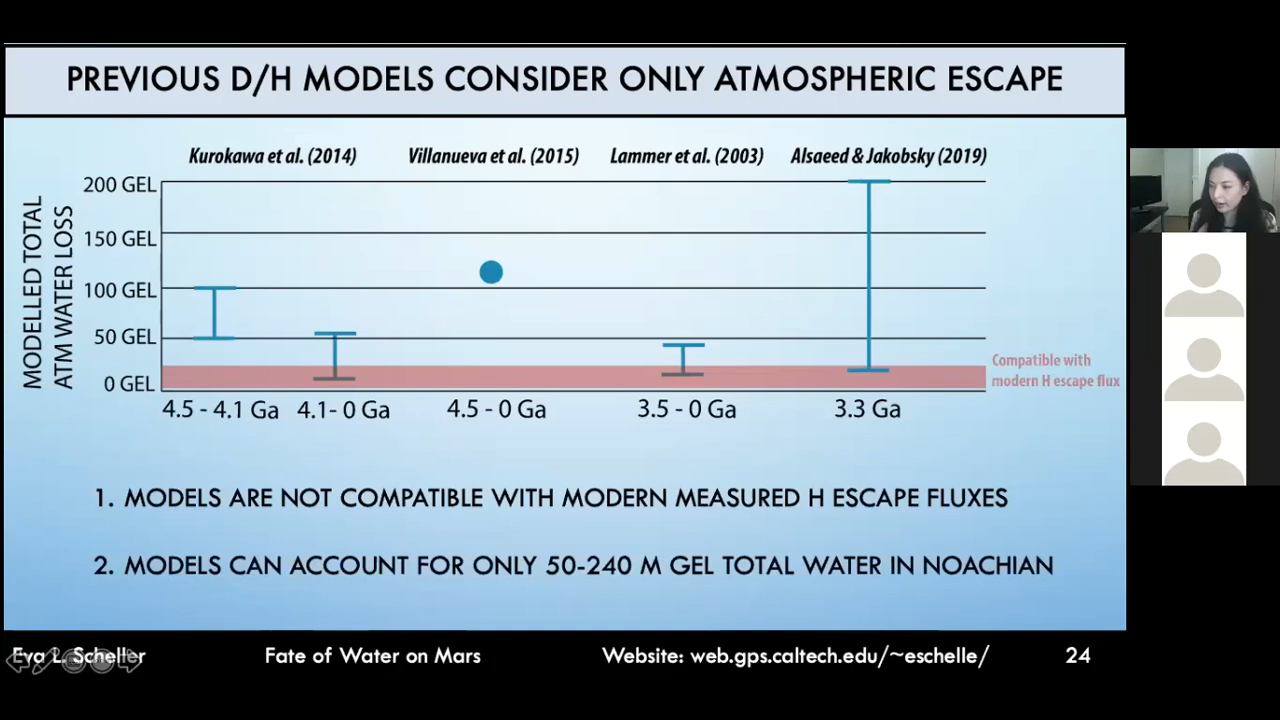 PREVIOUS D/H MODELS CONSIDER ONLY ATMOSPHERIC ESCAPE
Kurokawa et al. (2014)
Villanueva et al. (2015)
Lammer et al. (2003)
Alsaeed & Jakobsky (2019)
MODELLED TOTAL
ATM WATER LOSS
200 GEL
150 GEL
100 GEL
50 GEL
0 GEL
Compatible with
modern H escape flux
4.5 - 4.1 Ga
4.1- 0 Ga
4.5 - 0 Ga
3.5 - 0 Ga
3.3 Ga
1. MODELS ARE NOT COMPATIBLE WITH MODERN MEASURED H ESCAPE FLUXES
2. MODELS CAN ACCOUNT FOR ONLY 50-240 M GEL TOTAL WATER IN NOACHIAN
Eva L. Scheller
Fate of Water on Mars
Website: web.gps.caltech.edu/~eschelle/
24